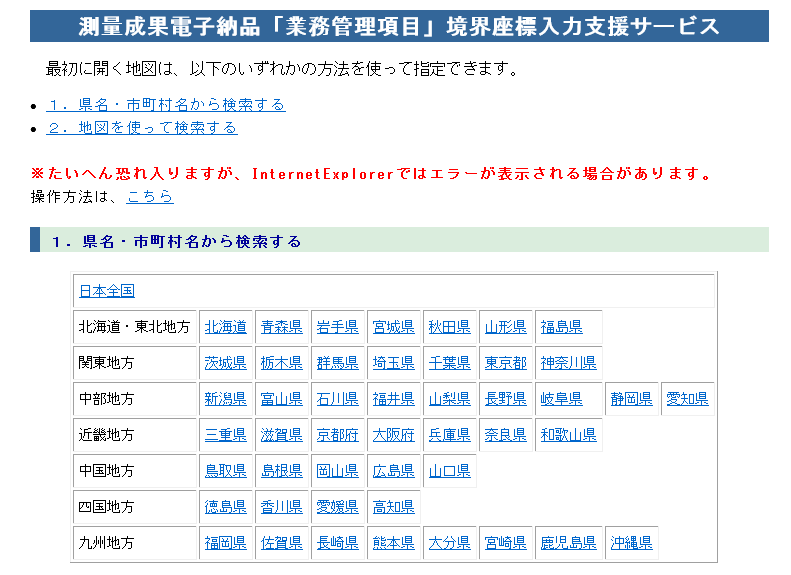 測量成果電子納品「業務管理項目」境界座標入力支援サービス
最初に開く地図は、以下のいずれかの方法を使って指定できます。
１．県名・市町村名から検索する
２．地図を使って検索する
※たいへん恐れ入りますが、InternetExplorerではエラーが表示される場合があります。
操作方法は、こちら
１．県名・市町村名から検索する
日本全国
北海道・東北地方 北海道 青森県 岩手県 宮城県 秋田県 山形県 福島県
関東地方 茨城県 栃木県 群馬県 埼玉県 千葉県 東京都 神奈川県
中部地方 新潟県 富山県 石川県 福井県 山梨県 長野県 岐阜県 静岡県 愛知県
近畿地方 三重県 滋賀県 京都府 大阪府 兵庫県 奈良県 和歌山県
中国地方 鳥取県 島根県 岡山県 広島県 山口県
四国地方 徳島県 香川県 愛媛県 高知県
九州地方 福岡県 佐賀県 長崎県 熊本県 大分県 宮崎県 鹿児島県 沖縄県